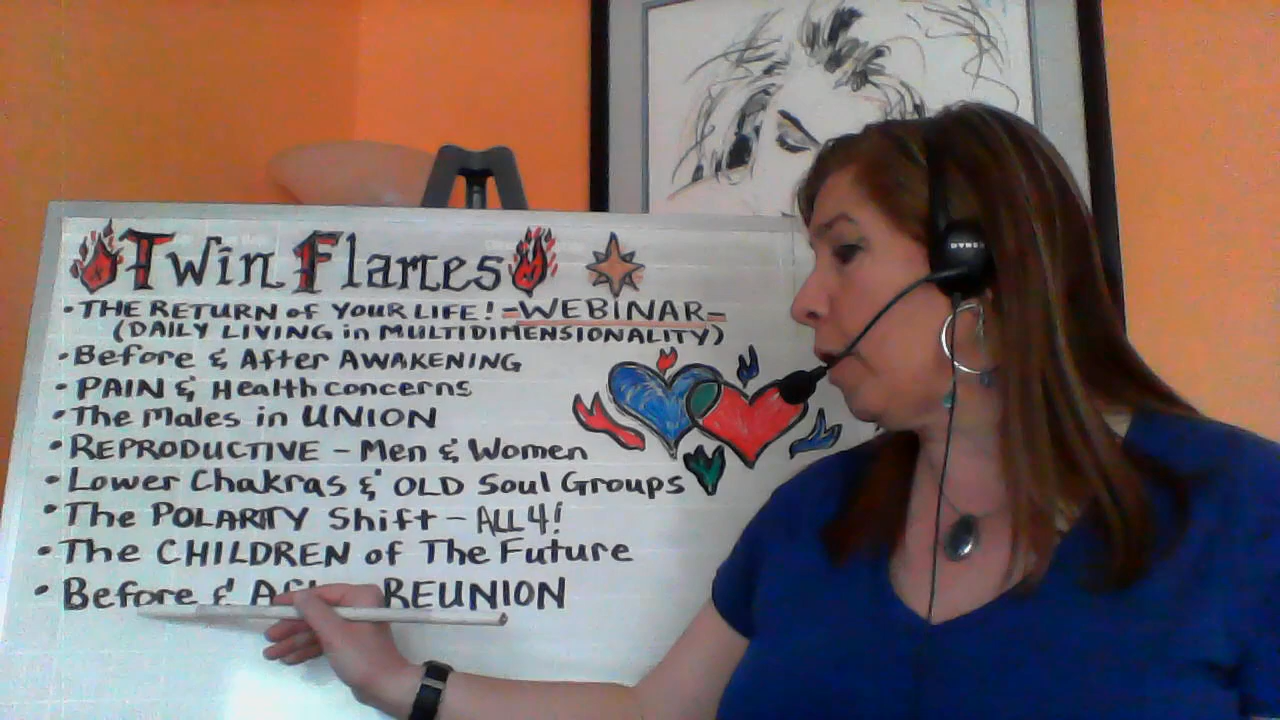 Twin Flames
• THE RETURN of YOUR LIFE! -WEBINAR-
(DAILY LIVING in MULTIDIMENSIONALITY)
• Before & After AWAKENING
• PAIN & Health concerns
• The Males in UNION
• REPRODUCTIVE - Men & Women
• Lower Chakras & OLD Soul Groups
• The POLARITY Shift - ALL 4!
• The CHILDREN of The Future
• Before & REUNION